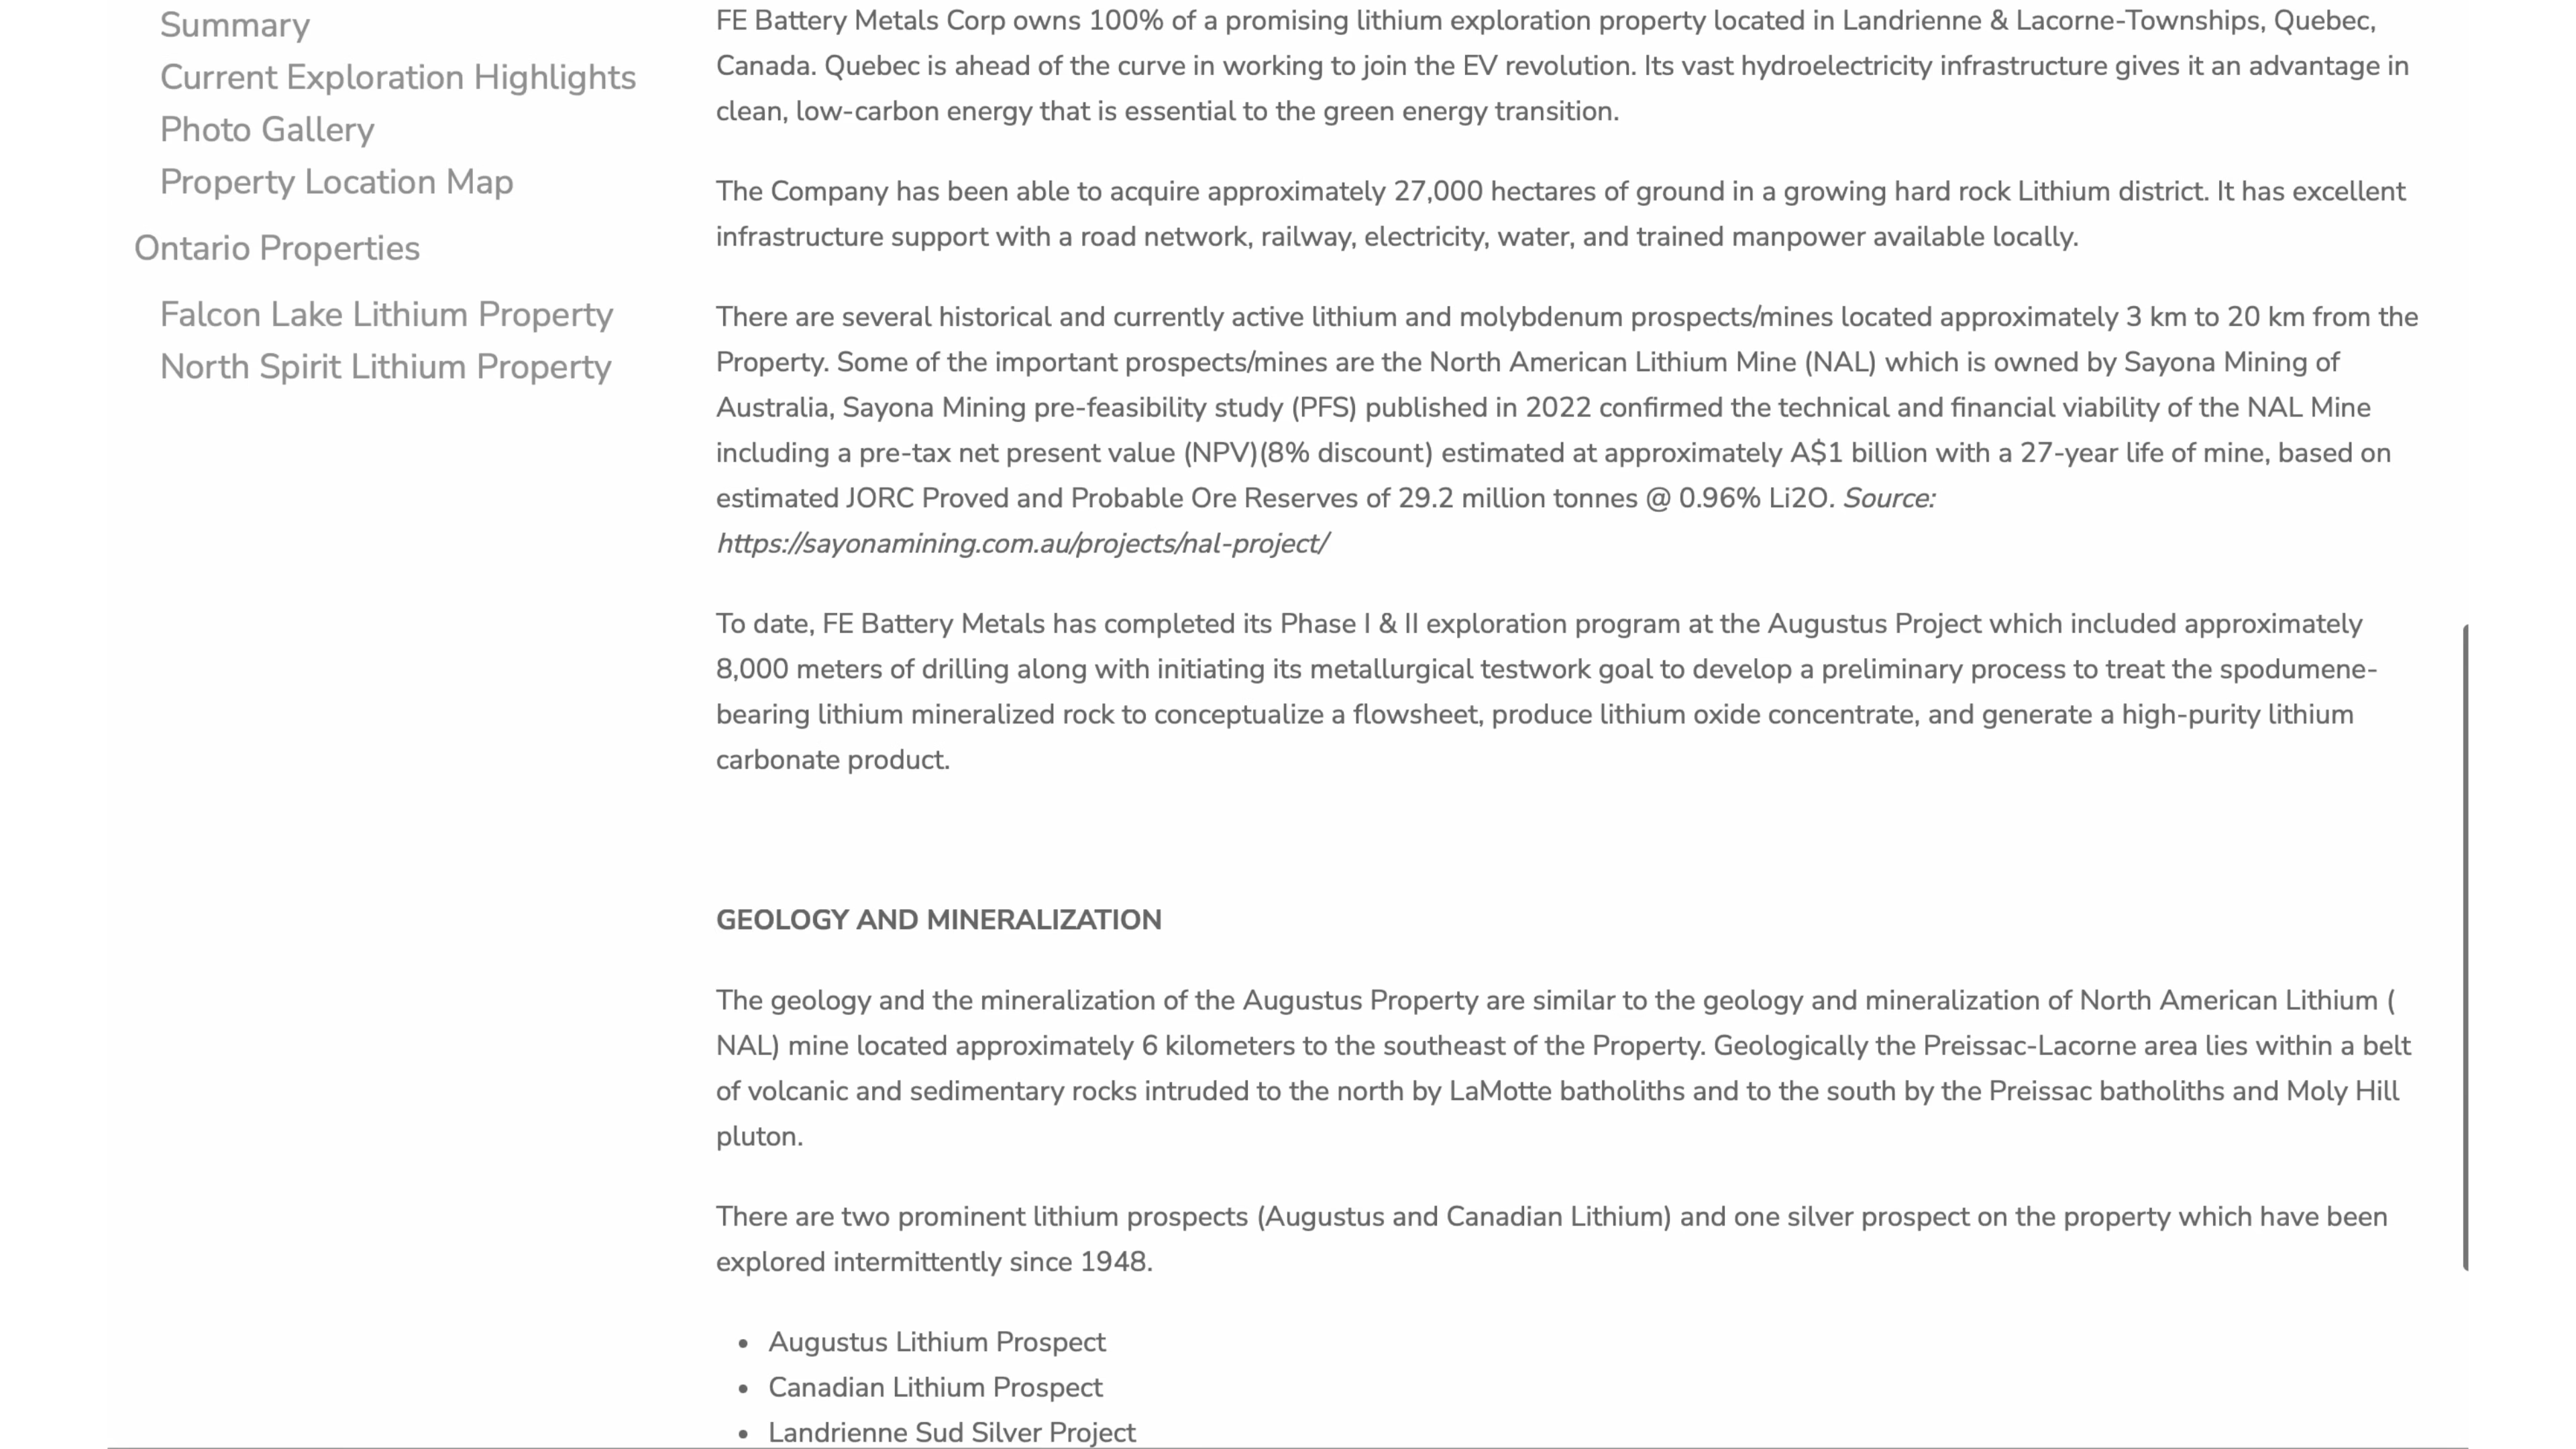 Summary
Current Exploration Highlights
Photo Gallery
Property Location Map
Ontario Properties
Falcon Lake Lithium Property
North Spirit Lithium Property
FE Battery Metals Corp owns 100% of a promising lithium exploration property located in Landrienne & Lacorne-Townships, Quebec,
Canada. Quebec is ahead of the curve in working to join the EV revolution. Its vast hydroelectricity infrastructure gives it an advantage in
clean, low-carbon energy that is essential to the green energy transition.
The Company has been able to acquire approximately 27,000 hectares of ground in a growing hard rock Lithium district. It has excellent
infrastructure support with a road network, railway, electricity, water, and trained manpower available locally.
There are several historical and currently active lithium and molybdenum prospects/mines located approximately 3 km to 20 km from the
Property. Some of the important prospects/mines are the North American Lithium Mine (NAL) which is owned by Sayona Mining of
Australia, Sayona Mining pre-feasibility study (PFS) published in 2022 confirmed the technical and financial viability of the NAL Mine
including a pre-tax net present value (NPV)(8% discount) estimated at approximately A$1 billion with a 27-year life of mine, based on
estimated JORC Proved and Probable Ore Reserves of 29.2 million tonnes @ 0.96% Li2O. Source:
https://sayonamining.com.au/projects/nal-project/
To date, FE Battery Metals has completed its Phase I & II exploration program at the Augustus Project which included approximately
8,000 meters of drilling along with initiating its metallurgical testwork goal to develop a preliminary process to treat the spodumene-
bearing lithium mineralized rock to conceptualize a flowsheet, produce lithium oxide concentrate, and generate a high-purity lithium
carbonate product.
GEOLOGY AND MINERALIZATION
The geology and the mineralization of the Augustus Property are similar to the geology and mineralization of North American Lithium (
NAL) mine located approximately 6 kilometers to the southeast of the Property. Geologically the Preissac-Lacorne area lies within a belt
of volcanic and sedimentary rocks intruded to the north by LaMotte batholiths and to the south by the Preissac batholiths and Moly Hill
pluton.
There are two prominent lithium prospects (Augustus and Canadian Lithium) and one silver prospect on the property which have been
explored intermittently since 1948.
• Augustus Lithium Prospect
• Canadian Lithium Prospect
• Landrienne Sud Silver Project